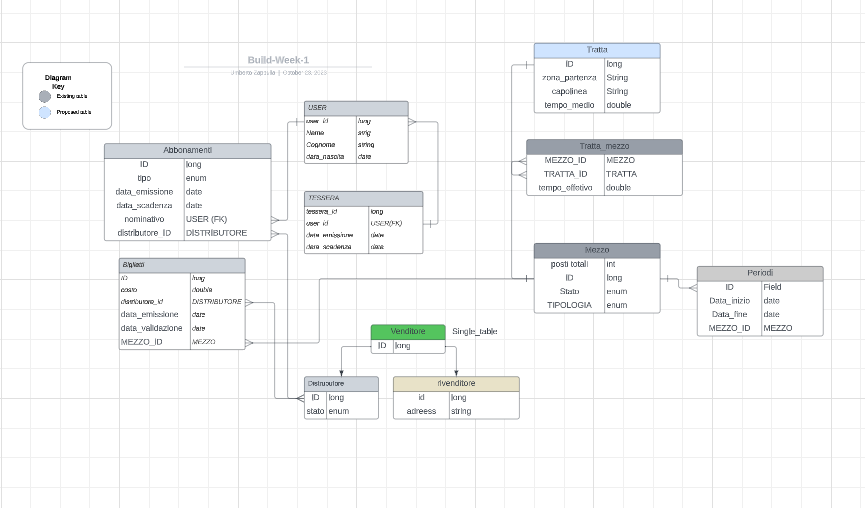 Build-Week-1
Umberto Zappulla | October 23, 2023
Diagram
Key
Existing table
Proposed table
Tratta
ID long
zona_partenza String
capolinea String
tempo_medio double
USER
user_id long
Name strig
Cognome string
data_nascita date
Tratta_mezzo
MEZZO_ID MEZZO
TRATTA_ID TRATTA
tempo_effetivo double
Abbonamenti
ID long
tipo enum
data_emissione date
data_scadenza date
nominativo USER (FK)
distributore_ID DISTRIBUTORE
TESSERA
tessera_id long
user_id USER(FK)
data_emissione date
data_scadenza data
Mezzo
posti totali int
ID long
Stato enum
TIPOLOGIA enum
Biglietti
ID long
costo double
distributore_id DISTRIBUTORE
data_emissione date
data_validazione date
MEZZO_ID MEZZO
Periodi
ID Field
Data_inizio date
Data_fine date
MEZZO_ID MEZZO
Venditore
ID long
Single_table
ID long
stato enum
rivenditore
id long
adreess string